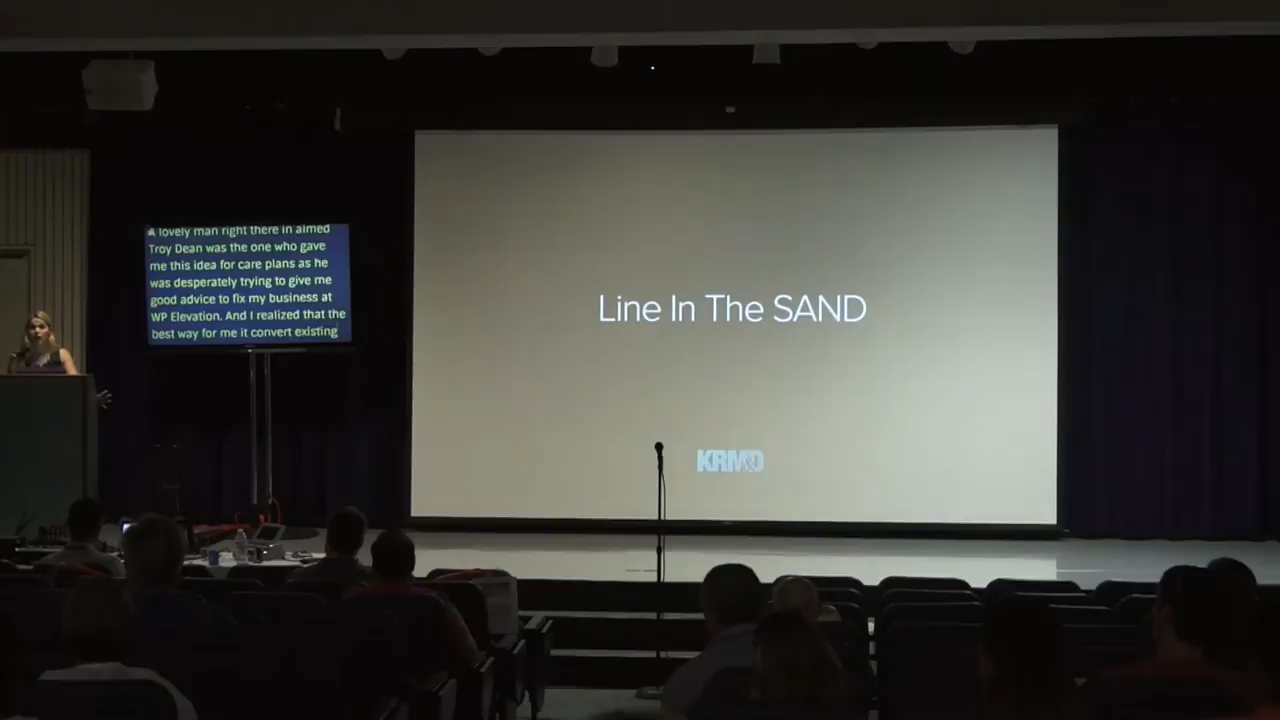 A lovely man right there in aimed
Troy Dean was the one who gave
me this idea for care plans as he
was desperately trying to give me
good advice to fix my business at
WP Elevation. And I realized that the
best way for me it convert existing
Line In The SAND
KRM&D